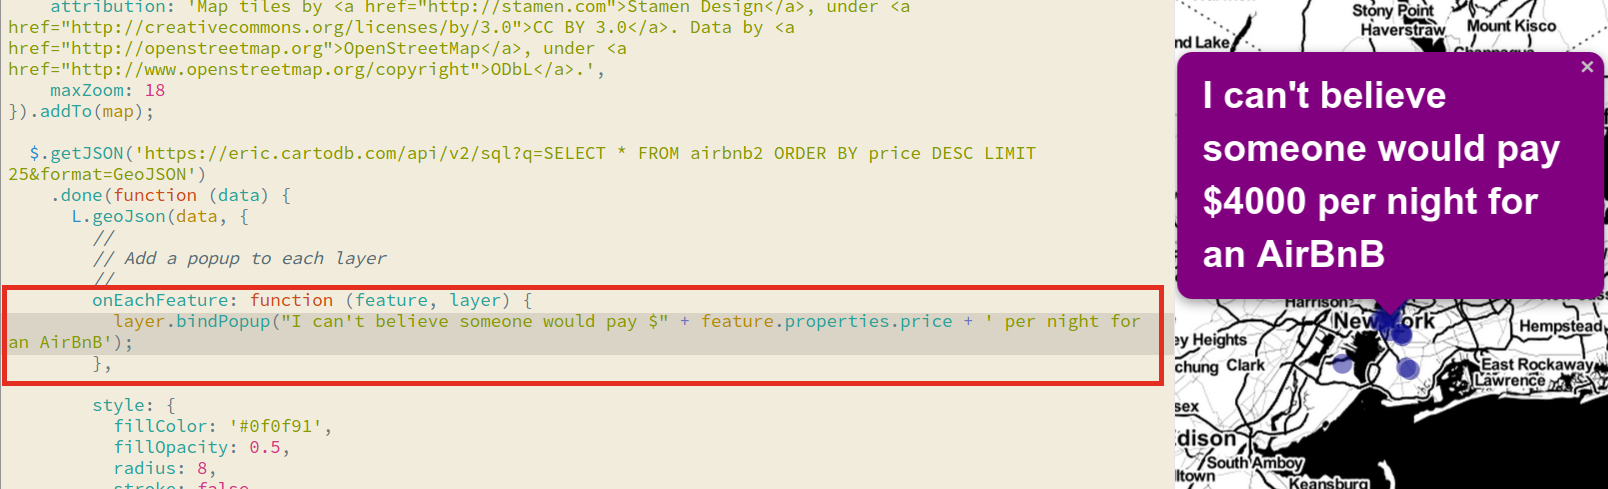 attribution: 'Map tiles by <a href="http://stamen.com">Stamen Design</a>, under <a
href="http://creativecommons.org/licenses/by/3.0">CC BY 3.0</a>. Data by <a
href="http://openstreetmap.org">OpenStreetMap</a>, under <a
href="http://www.openstreetmap.org/copyright">ODbL</a>.',
maxZoom: 18
}).addTo(map);
$.getJSON('https://eric.cartodb.com/api/v2/sql?q=SELECT * FROM airbnb2 ORDER BY price DESC LIMIT
25&format=GeoJSON')
.done(function (data) {
L.geoJson(data, {
//
// Add a popup to each layer
//
onEachFeature: function (feature, layer) {
layer.bindPopup("I can't believe someone would pay $" + feature.properties.price + ' per night for
an AirBnB');
},
style: {
fillColor: '#0f0f91',
fillOpacity: 0.5,
radius: 8,
stroke: false
Stony Point
Haverstraw
Mount Kisco
nd Lake
×
I can't believe
someone would pay
$4000 per night for
an AirBnB
Harrison
New York
Hempstead
ey Heights
chung Clark
East Rockaway
Lawrence
sex
dison
South Amboy
lltown
Keansburg